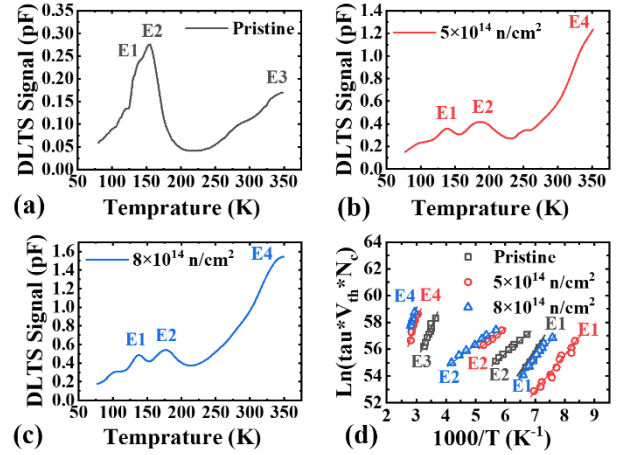 0.35
0.30
0.25
0.20
0.15
0.10
0.05
0.00
DLTS Signal (pF)
Pristine
E1
E2
E3
50 100 150 200 250 300 350
Temprature (K)
(a)
1.4
1.2
1.0
0.8
0.6
0.4
0.2
0.0
DLTS Signal (pF)
5×10¹⁴ n/cm²
E1
E2
E4
50 100 150 200 250 300 350
Temprature (K)
(b)
1.6
1.4
1.2
1.0
0.8
0.6
0.4
0.2
0.0
DLTS Signal (pF)
8×10¹⁴ n/cm²
E1
E2
E4
50 100 150 200 250 300 350
Temprature (K)
(c)
64
62
60
58
56
54
52
Ln(tau*V_th*N_c)
Pristine
5×10¹⁴ n/cm²
8×10¹⁴ n/cm²
E4
E4
E3
E2
E2
E2
E1
E1
E1
3 4 5 6 7 8 9
1000/T (K⁻¹)
(d)